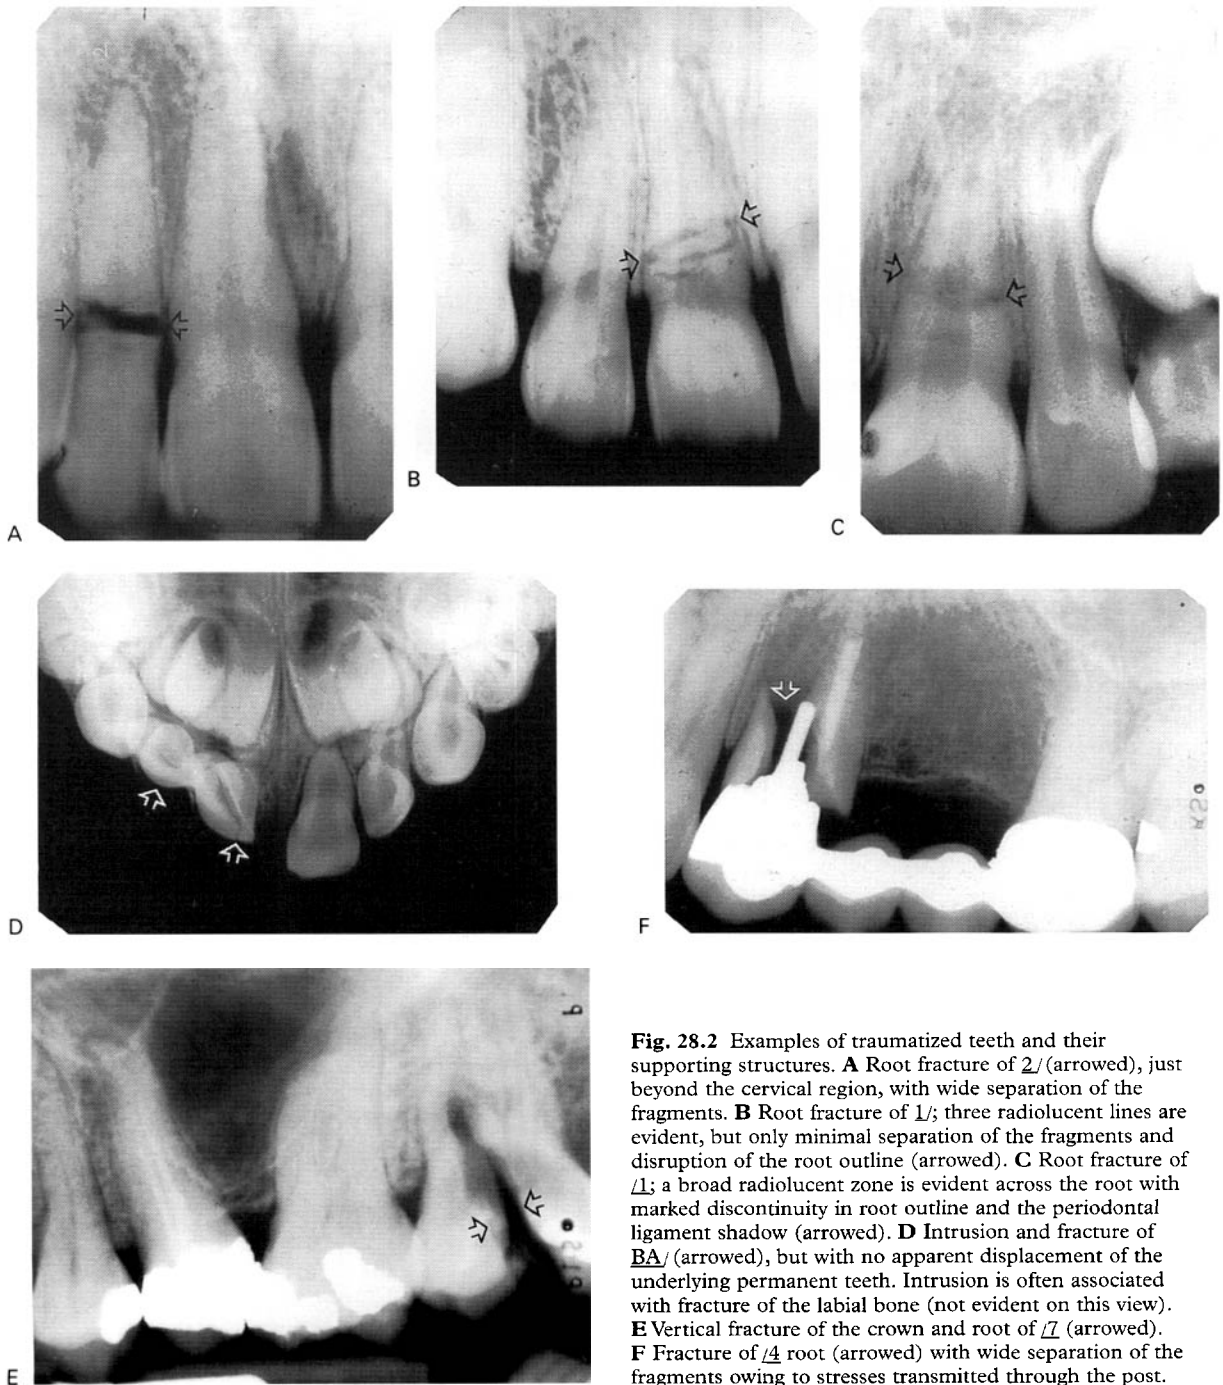 A
B
C
D
F
E
Fig. 28.2 Examples of traumatized teeth and their
supporting structures. A Root fracture of 2/ (arrowed), just
beyond the cervical region, with wide separation of the
fragments. B Root fracture of 1/; three radiolucent lines are
evident, but only minimal separation of the fragments and
disruption of the root outline (arrowed). C Root fracture of
/1; a broad radiolucent zone is evident across the root with
marked discontinuity in root outline and the periodontal
ligament shadow (arrowed). D Intrusion and fracture of
BA/ (arrowed), but with no apparent displacement of the
underlying permanent teeth. Intrusion is often associated
with fracture of the labial bone (not evident on this view).
E Vertical fracture of the crown and root of /7 (arrowed).
F Fracture of /4 root (arrowed) with wide separation of the
fragments owing to stresses transmitted through the post.